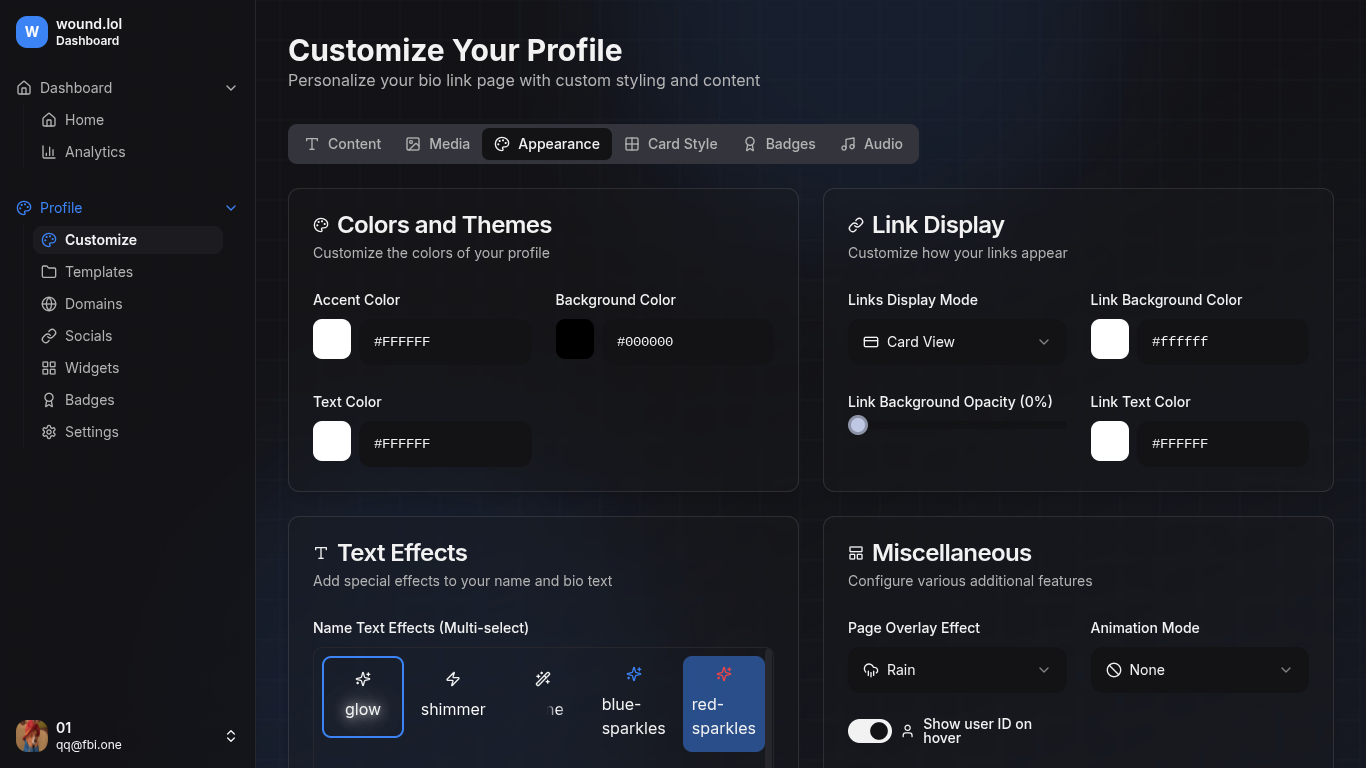 W
wound.lol
Dashboard
Dashboard
Home
Analytics
Profile
Customize
Templates
Domains
Socials
Widgets
Badges
Settings
01
qq@fbi.one
Customize Your Profile
Personalize your bio link page with custom styling and content
Content Media Appearance Card Style Badges Audio
Colors and Themes
Customize the colors of your profile
Accent Color Background Color
#FFFFFF #000000
Text Color
#FFFFFF
Link Display
Customize how your links appear
Links Display Mode Link Background Color
Card View #ffffff
Link Background Opacity (0%) Link Text Color
#FFFFFF
Text Effects
Add special effects to your name and bio text
Name Text Effects (Multi-select)
glow
shimmer
blue-
sparkles
red-
sparkles
Miscellaneous
Configure various additional features
Page Overlay Effect Animation Mode
Rain None
Show user ID on
hover